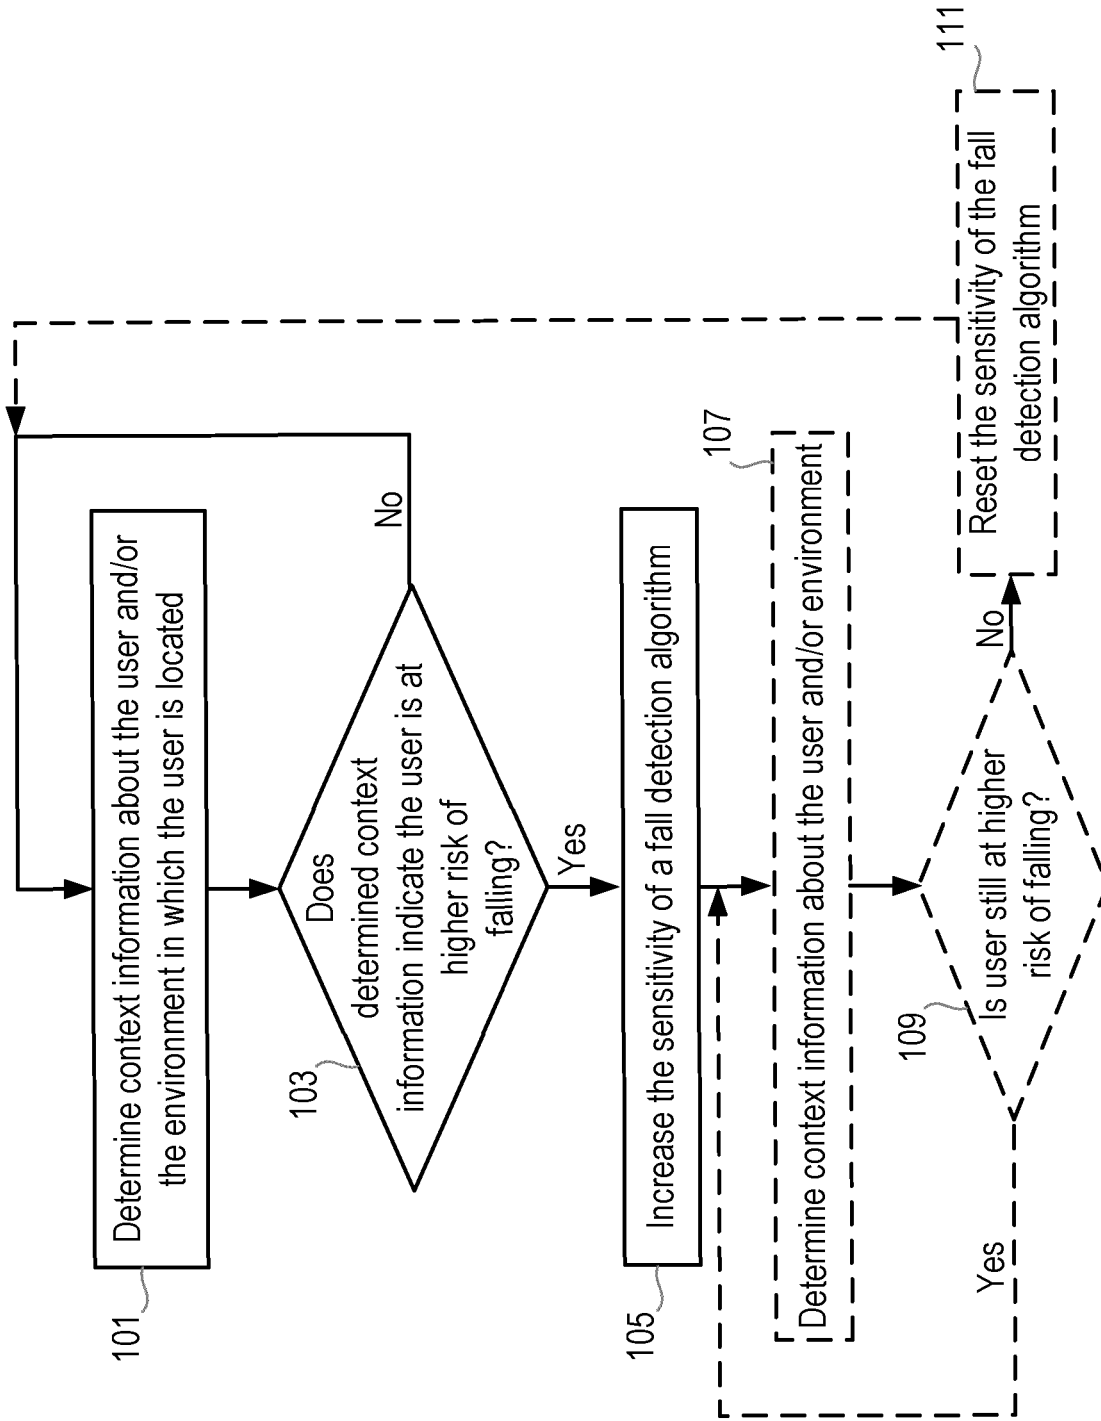 101
Determine context information about the user and/or
the environment in which the user is located
103
Does
determined context
information indicate the user is at
higher risk of
falling?
No
Yes
105
Increase the sensitivity of a fall detection algorithm
107
Determine context information about the user and/or environment
109
Is user still at higher
risk of falling?
Yes
No
111
Reset the sensitivity of the fall
detection algorithm